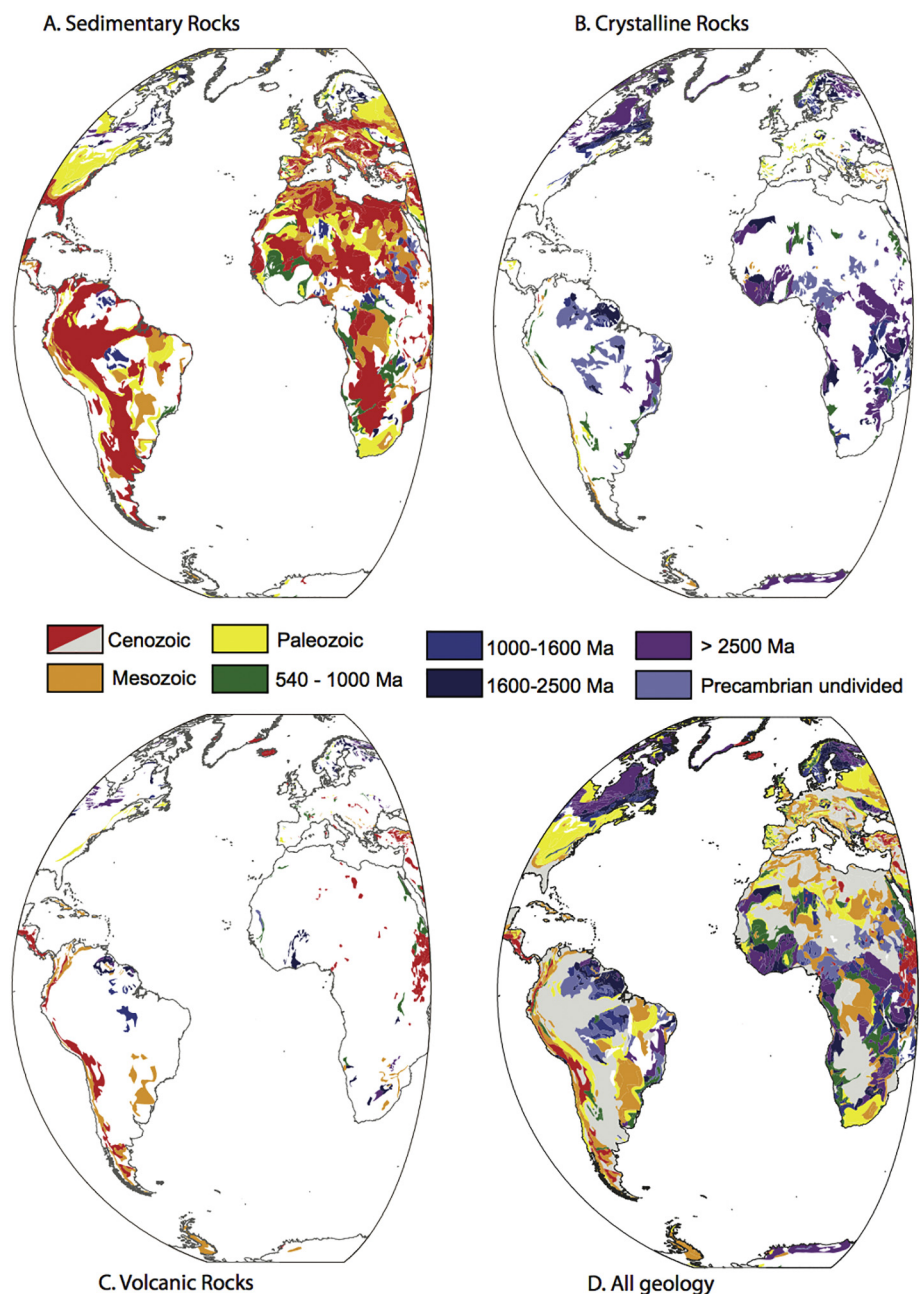 A. Sedimentary Rocks
B. Crystalline Rocks
Cenozoic
Paleozoic
1000-1600 Ma
> 2500 Ma
Mesozoic
540 - 1000 Ma
1600-2500 Ma
Precambrian undivided
C. Volcanic Rocks
D. All geology